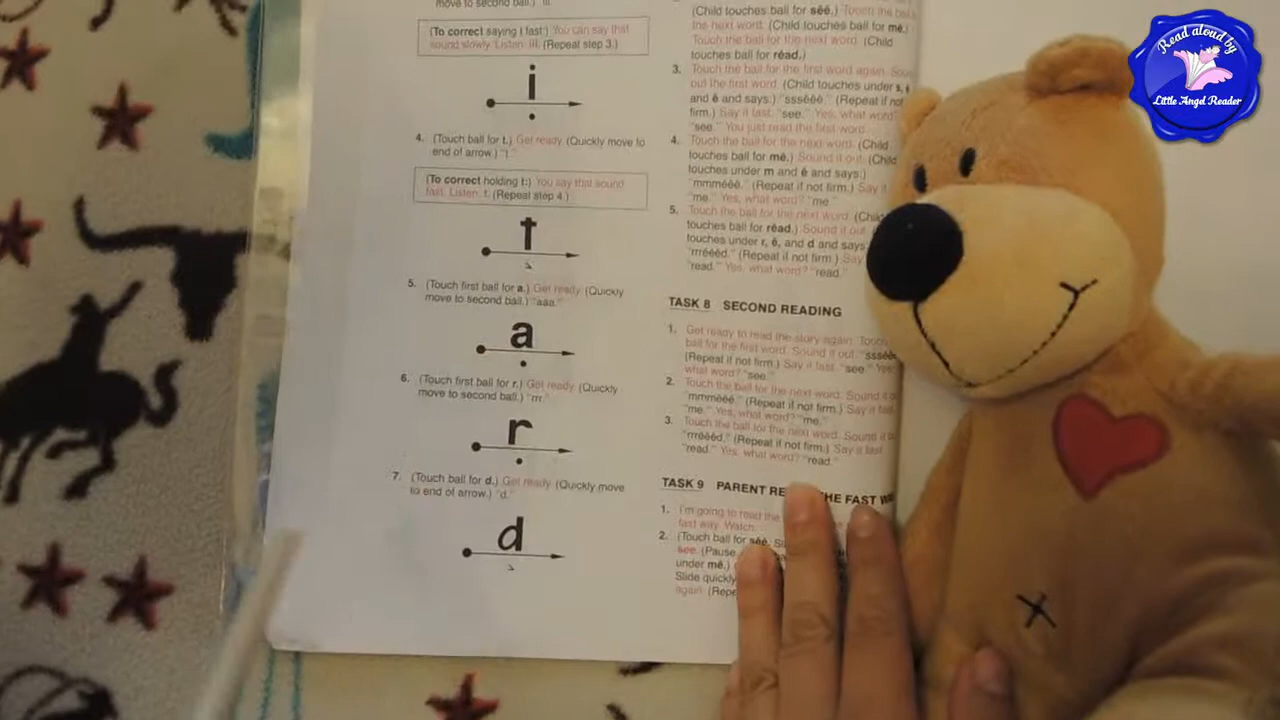 move to second ball.) "iii."
(To correct saying i fast:) You can say that
sound slowly. Listen. iii. (Repeat step 3.)
i
4. (Touch ball for t.) Get ready. (Quickly move to
end of arrow.) "t."
(To correct holding t:) You say that sound
fast. Listen. t. (Repeat step 4.)
t
5. (Touch first ball for a.) Get ready. (Quickly
move to second ball.) "aaa."
a
6. (Touch first ball for r.) Get ready. (Quickly
move to second ball.) "rrr."
r
7. (Touch ball for d.) Get ready. (Quickly move
to end of arrow.) "d."
d
(Child touches ball for sēē.) Touch the ball
the next word. (Child touches ball for mē.)
Touch the ball for the next word. (Child
touches ball for rēad.)
3. Touch the ball for the first word again. Sou
out the first word. (Child touches under s, ē
and ē and says:) "sssēēē." (Repeat if not
firm.) Say it fast. "see." Yes, what word?
"see." You just read the first word.
4. Touch the ball for the next word. (Child
touches ball for mē.) Sound it out. (Child
touches under m and ē and says:)
"mmmēēē." (Repeat if not firm.) Say it
"me." Yes, what word? "me."
5. Touch the ball for the next word. (Child
touches ball for rēad.) Sound it out.
touches under r, ē, and d and says:
"rrrēēēd." (Repeat if not firm.) Say
"read." Yes, what word? "read."
TASK 8 SECOND READING
1. Get ready to read the story again. Touch
ball for the first word. Sound it out. "sssēē
(Repeat if not firm.) Say it fast. "see." Yes,
what word? "see."
2. Touch the ball for the next word. Sound it o
"mmmēēē." (Repeat if not firm.) Say it fast.
"me." Yes, what word? "me."
3. Touch the ball for the next word. Sound it o
"rrrēēēd." (Repeat if not firm.) Say it fast.
"read." Yes, what word? "read."
TASK 9 PARENT RE THE FAST W
1. I'm going to read the
fast way. Watch.
2. (Touch ball for sēē.
see. (Pause
under mē.)
Slide quickly
again. (Repe
Read aloud by
Little Angel Reader